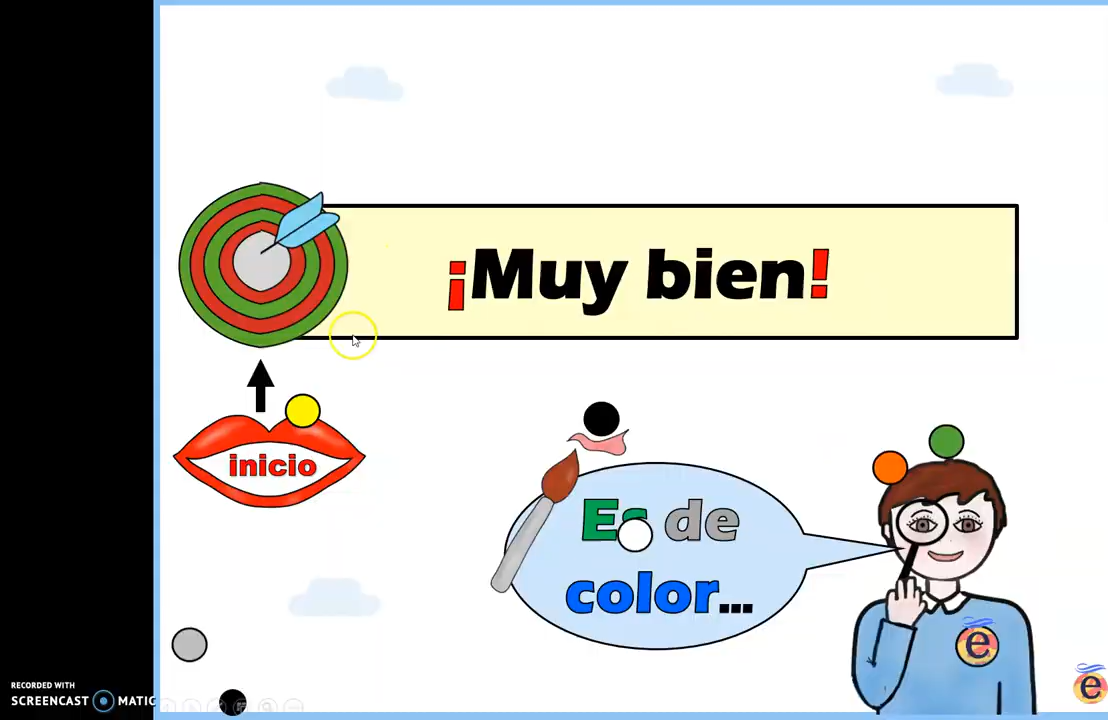 ¡Muy bien!
inicio
Es de
color...
e
e
RECORDED WITH
SCREENCAST MATIC